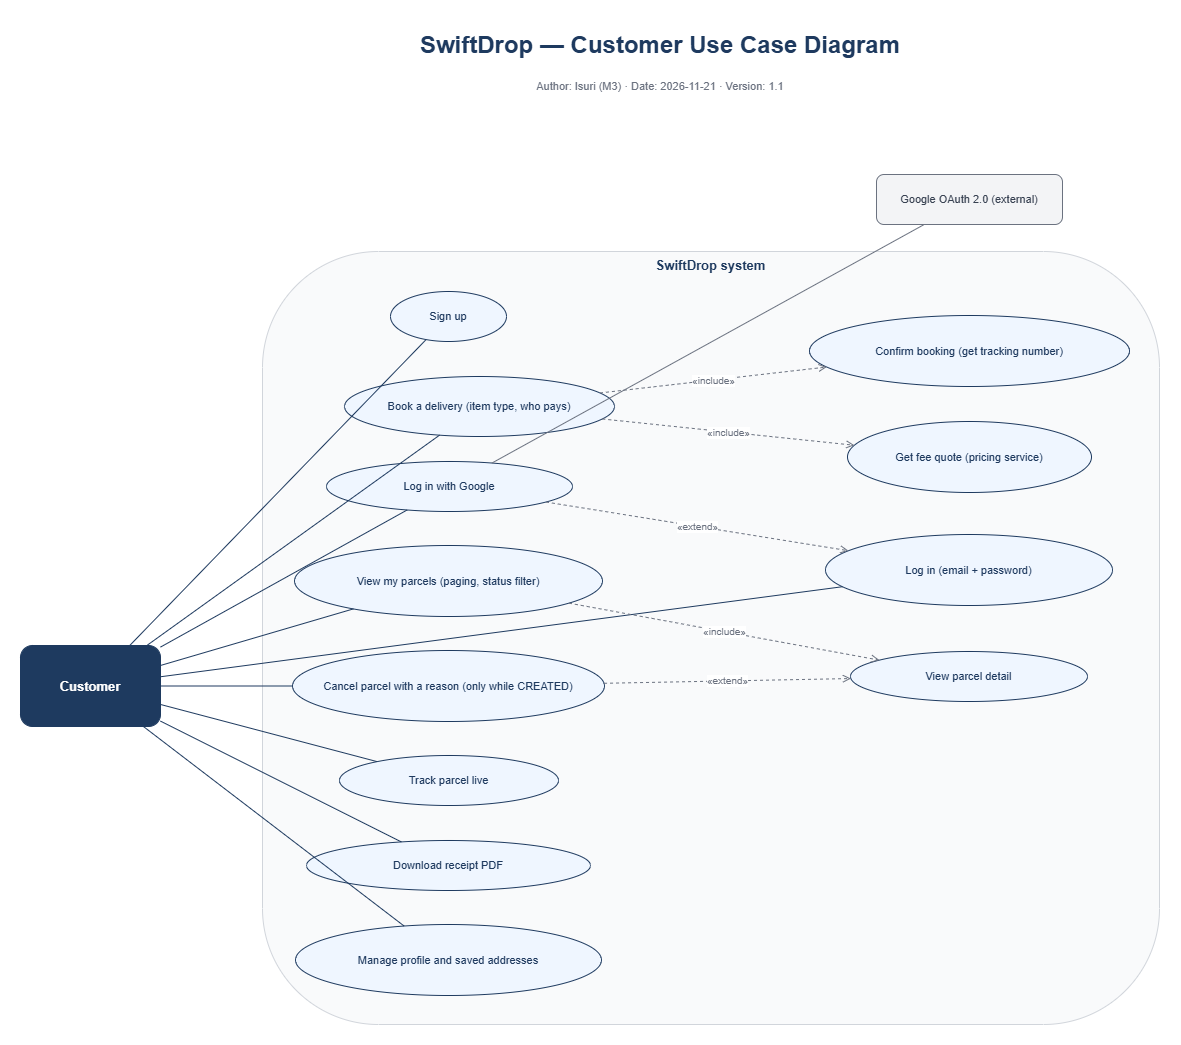 SwiftDrop — Customer Use Case Diagram
Author: Isuri (M3) · Date: 2026-11-21 · Version: 1.1
Google OAuth 2.0 (external)
SwiftDrop system
Sign up
Confirm booking (get tracking number)
«include»
Book a delivery (item type, who pays)
«include»
Get fee quote (pricing service)
Log in with Google
«extend»
Log in (email + password)
View my parcels (paging, status filter)
«include»
View parcel detail
«extend»
Customer
Cancel parcel with a reason (only while CREATED)
Track parcel live
Download receipt PDF
Manage profile and saved addresses